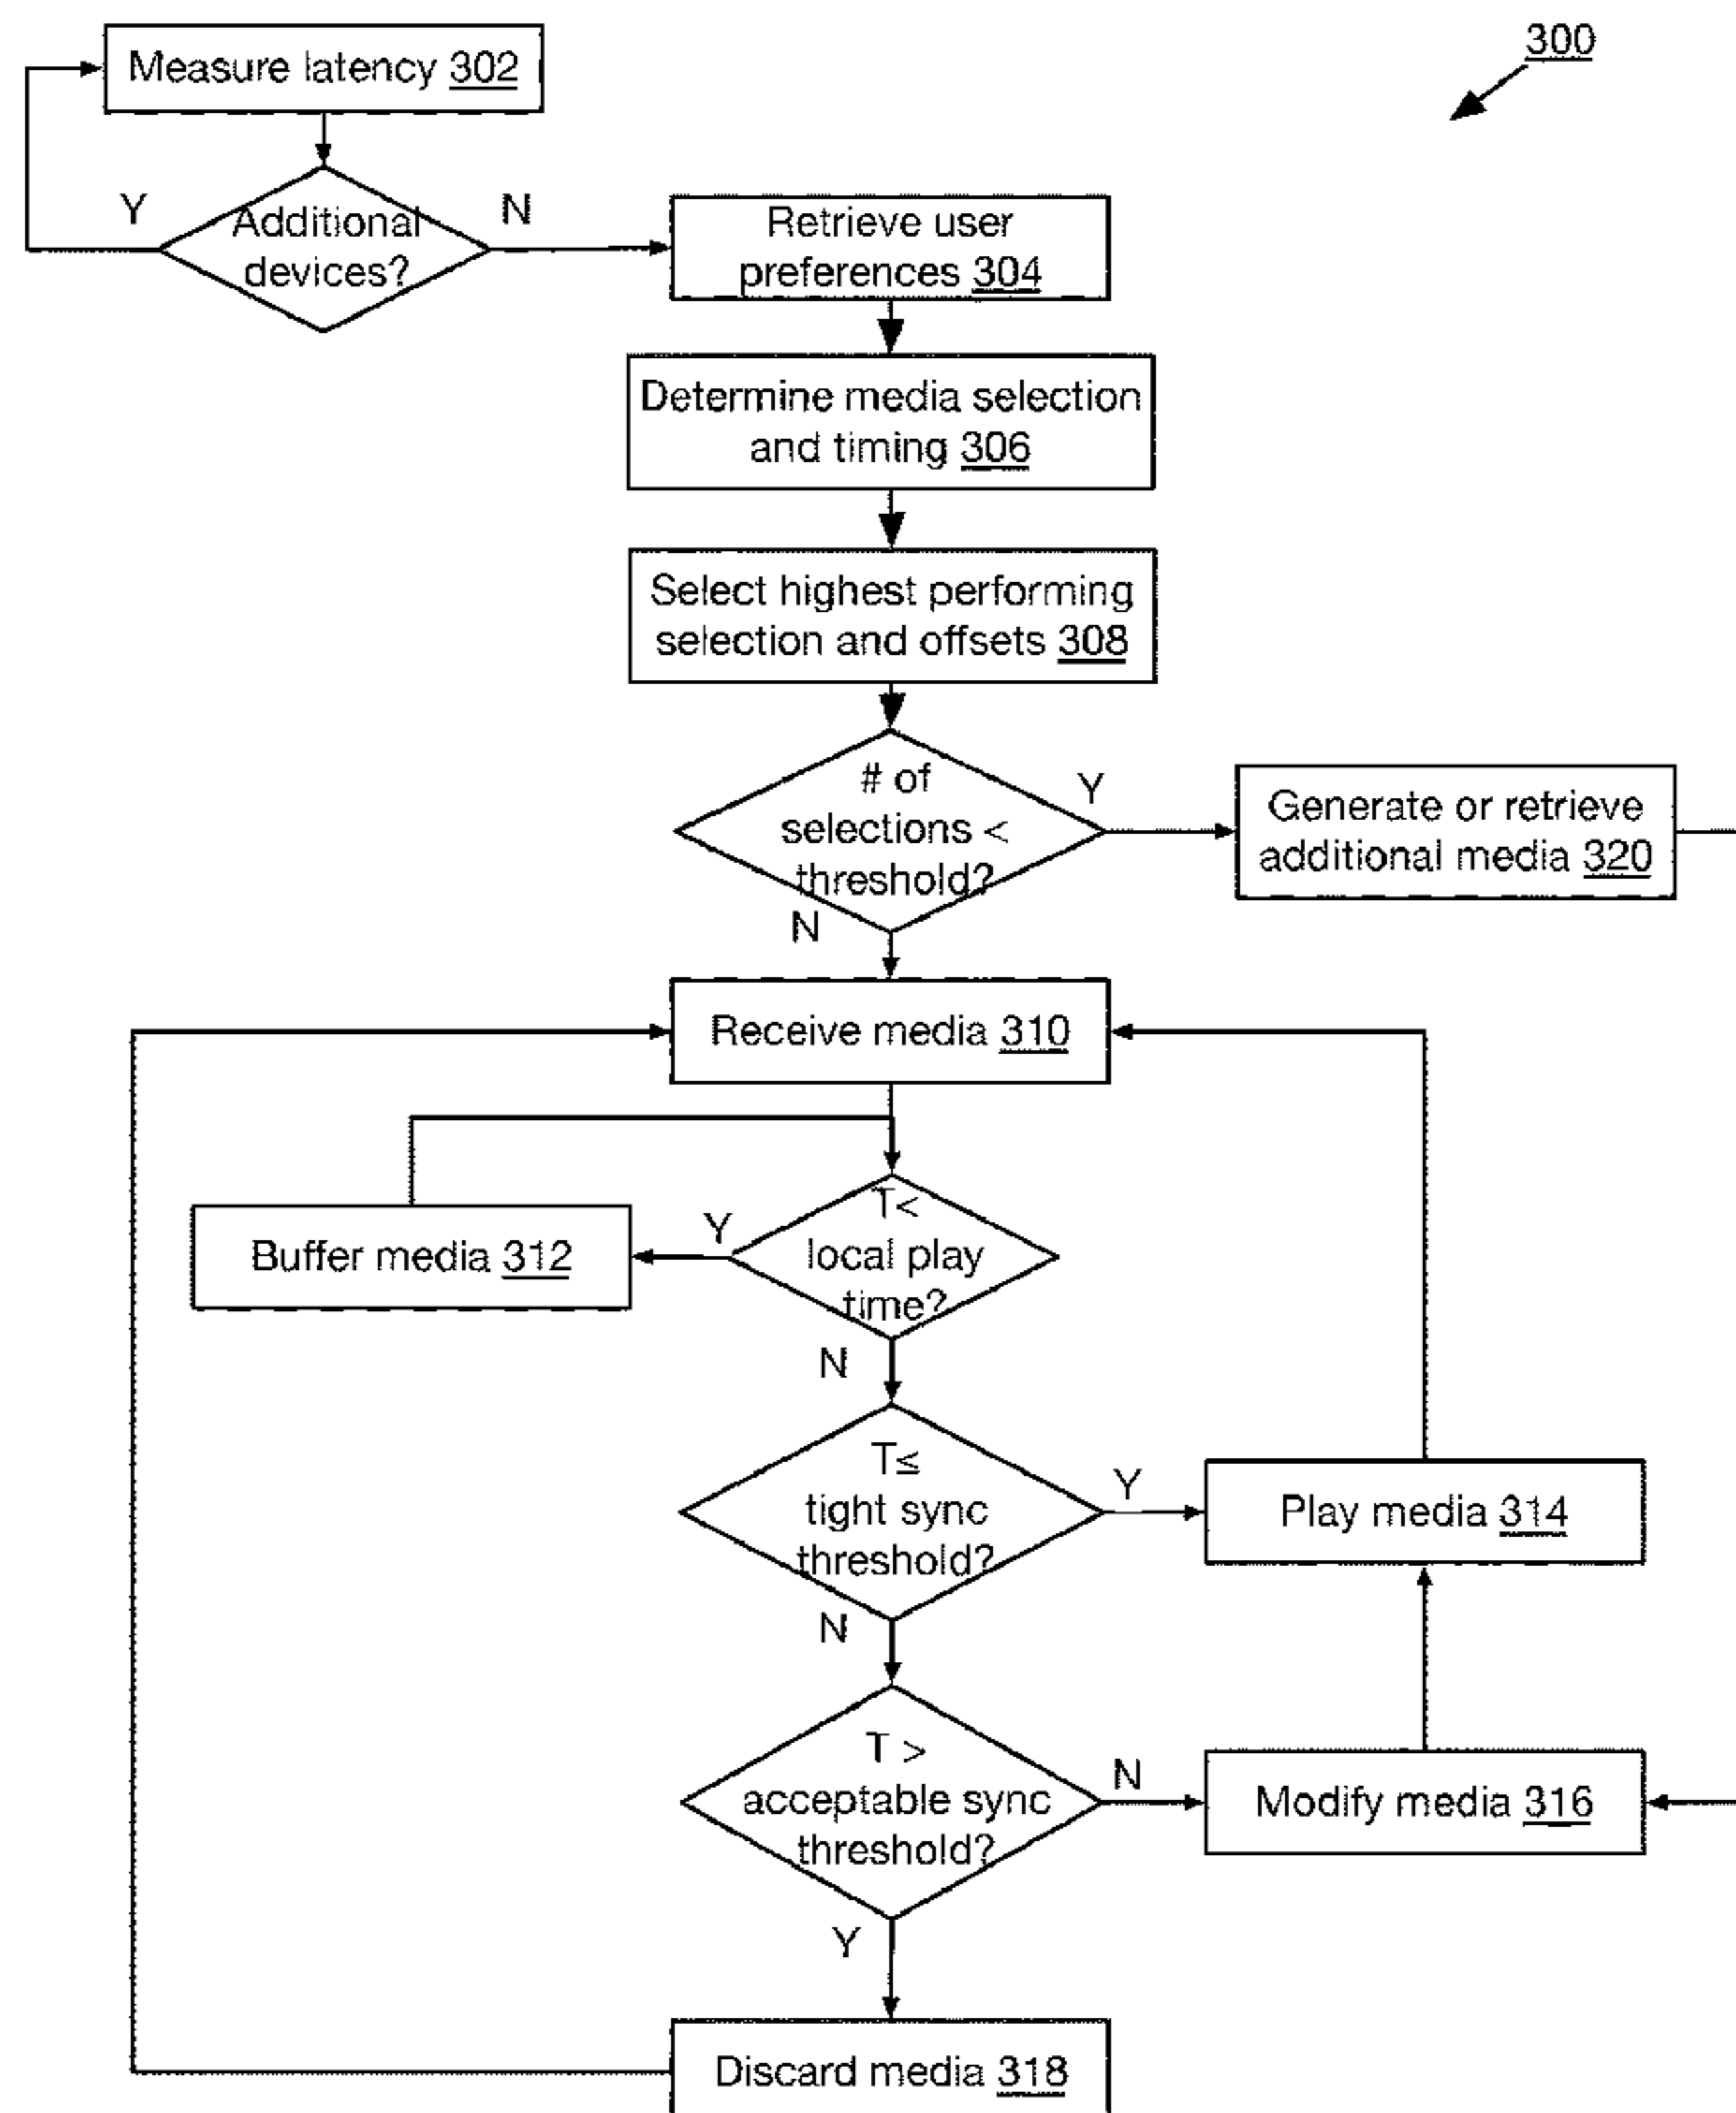 300
Measure latency 302
Additional
devices?
Y
N
Retrieve user
preferences 304
Determine media selection
and timing 306
Select highest performing
selection and offsets 308
# of
selections <
threshold?
Y
N
Generate or retrieve
additional media 320
Receive media 310
T<
local play
time?
Y
N
Buffer media 312
T≤
tight sync
threshold?
Y
N
Play media 314
T >
acceptable sync
threshold?
N
Y
Modify media 316
Discard media 318